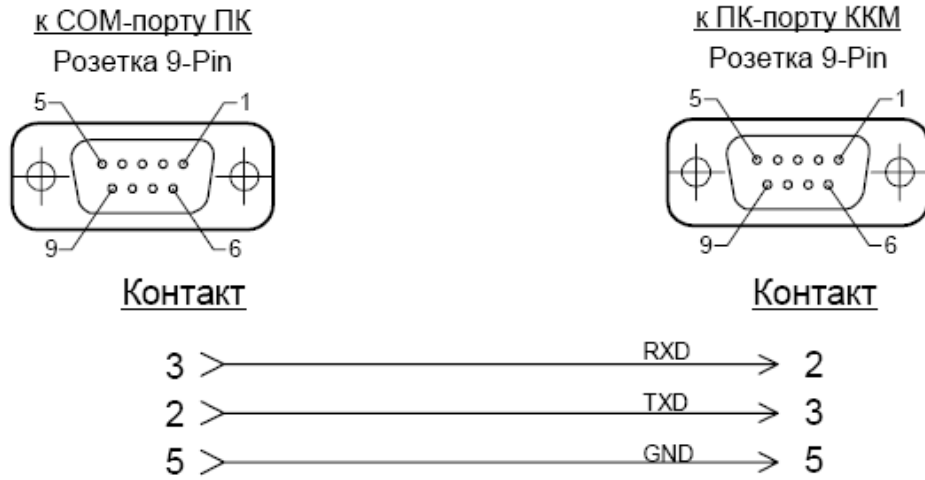 к COM-порту ПК
Розетка 9-Pin
5 1
9 6
Контакт
к ПК-порту ККМ
Розетка 9-Pin
5 1
9 6
Контакт
3 RXD 2
2 TXD 3
5 GND 5